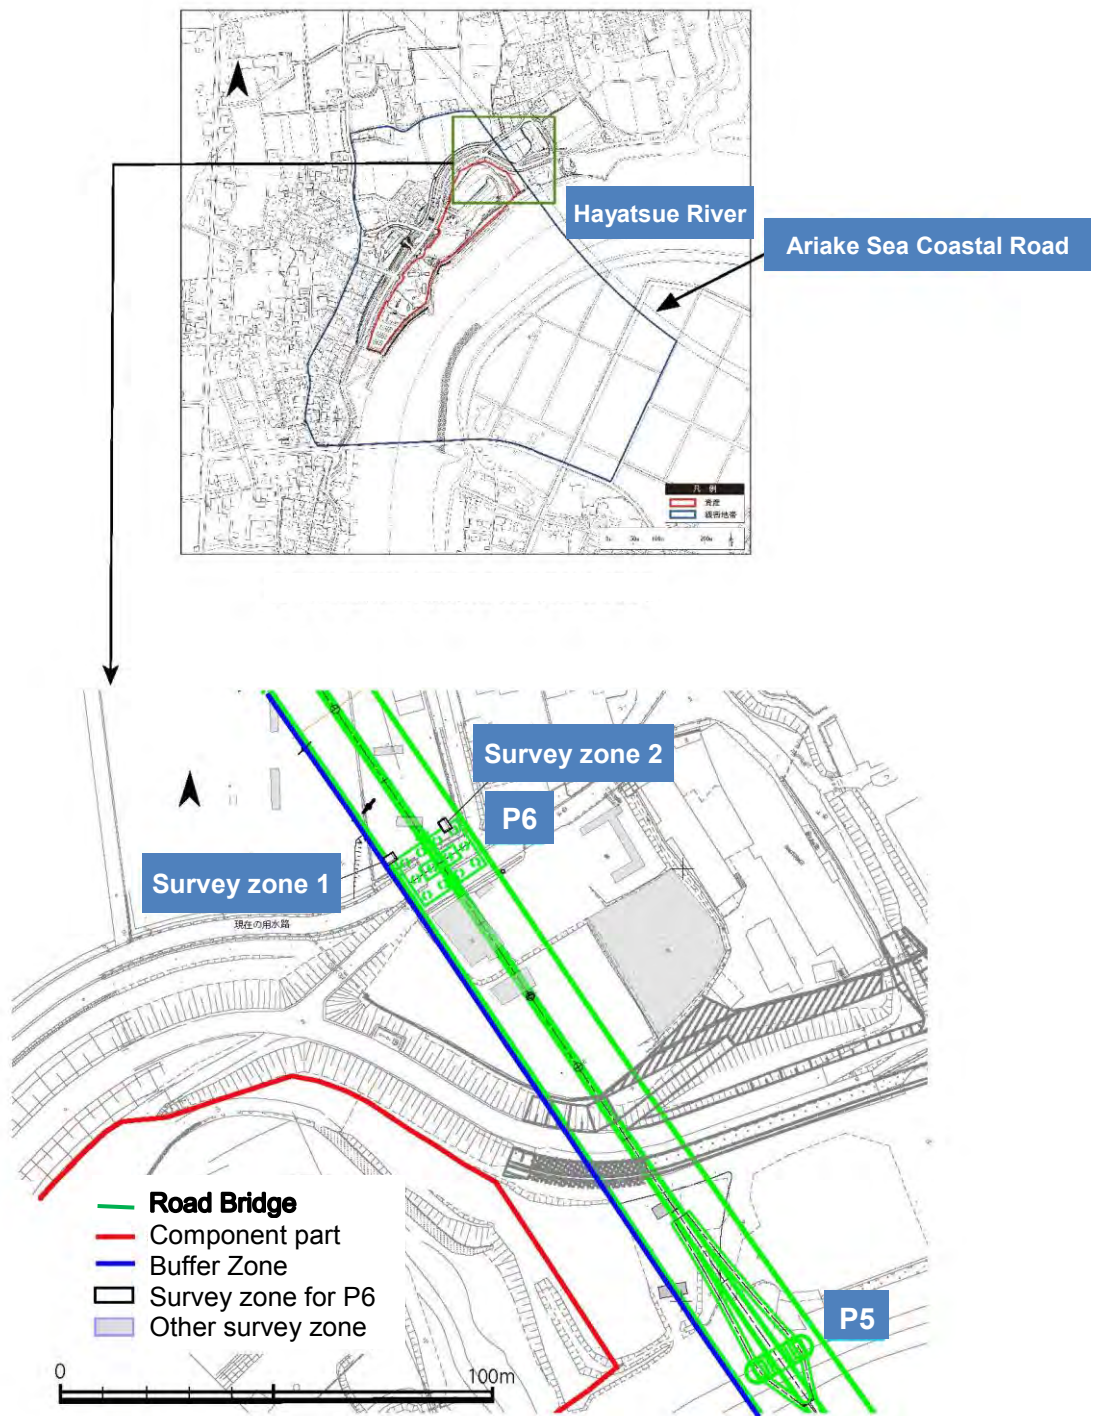 Hayatsue River
Ariake Sea Coastal Road
凡 例
資産
緩衝地帯
Survey zone 2
P6
Survey zone 1
現在の用水路
Road Bridge
Component part
Buffer Zone
Survey zone for P6
Other survey zone
P5
0
100m